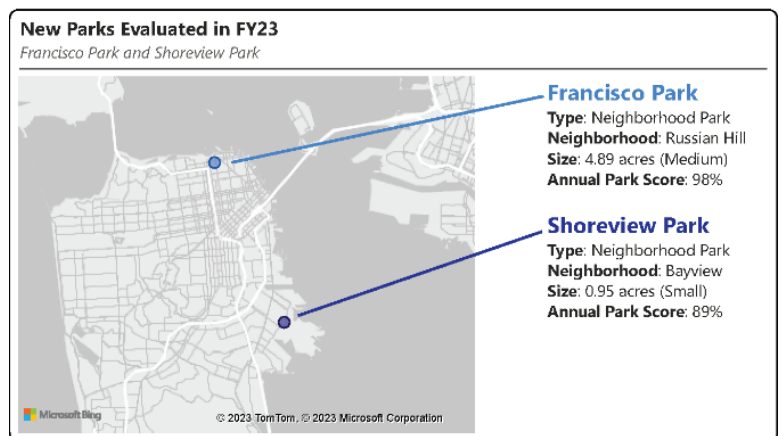 New Parks Evaluated in FY23
Francisco Park and Shoreview Park
Francisco Park
Type: Neighborhood Park
Neighborhood: Russian Hill
Size: 4.89 acres (Medium)
Annual Park Score: 98%
Shoreview Park
Type: Neighborhood Park
Neighborhood: Bayview
Size: 0.95 acres (Small)
Annual Park Score: 89%
Microsoft Bing
© 2023 TomTom, © 2023 Microsoft Corporation